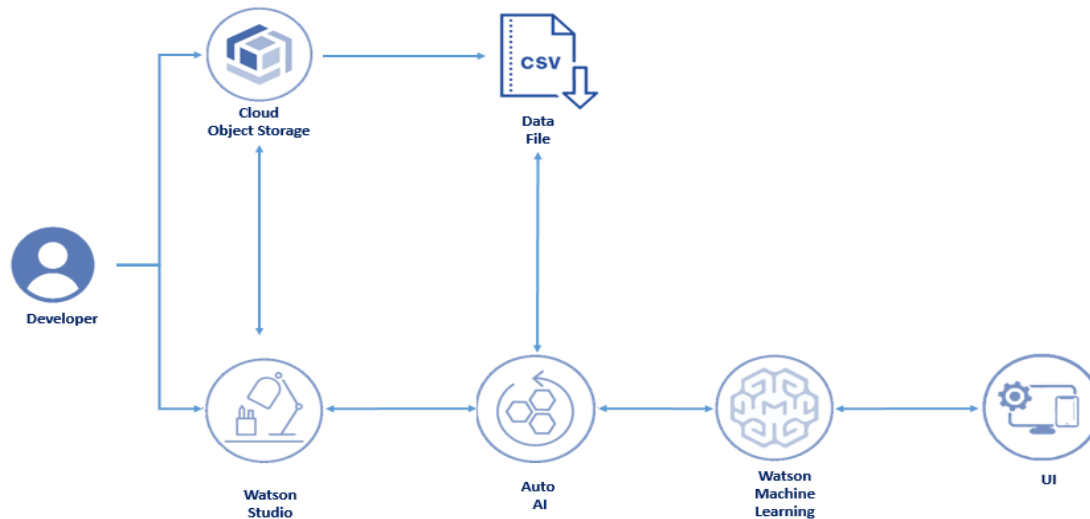 CSV
Cloud
Object Storage
Data
File
Developer
Watson
Studio
Auto
AI
Watson
Machine
Learning
UI